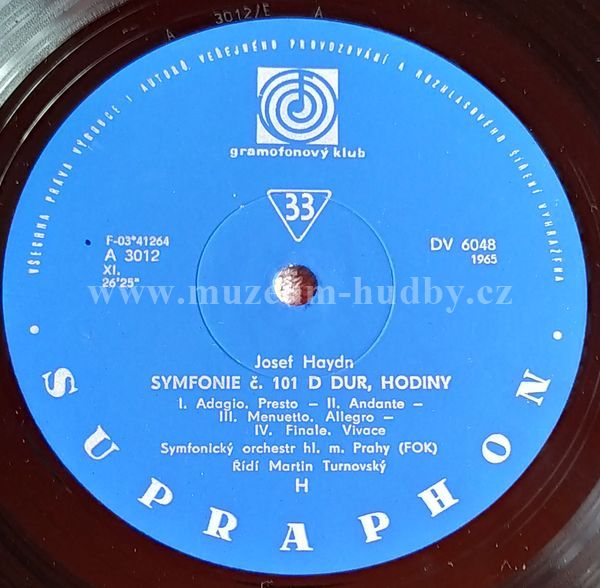 A 3012/E A
VŠECHNA PRÁVA VÝROBCE I AUTORŮ VEŘEJNÉHO PROVOZOVÁNÍ A ROZHLASOVÉHO ŠÍŘENÍ VYHRAŽENA
gramofonový klub
33
F-03*41264
A 3012
XI.
26'25"
DV 6048
1965
www.muzeum-hudby.cz
Josef Haydn
SYMFONIE č. 101 D DUR, HODINY
I. Adagio. Presto – II. Andante –
III. Menuetto. Allegro –
IV. Finale. Vivace
Symfonický orchestr hl. m. Prahy (FOK)
Řídí Martin Turnovský
H
• SUPRAPHON •